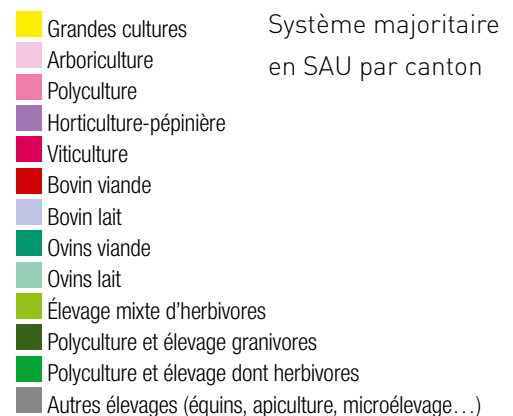 Système majoritaire
en SAU par canton
Grandes cultures
Arboriculture
Polyculture
Horticulture-pépinière
Viticulture
Bovin viande
Bovin lait
Ovins viande
Ovins lait
Élevage mixte d’herbivores
Polyculture et élevage granivores
Polyculture et élevage dont herbivores
Autres élevages (équins, apiculture, microélevage…)